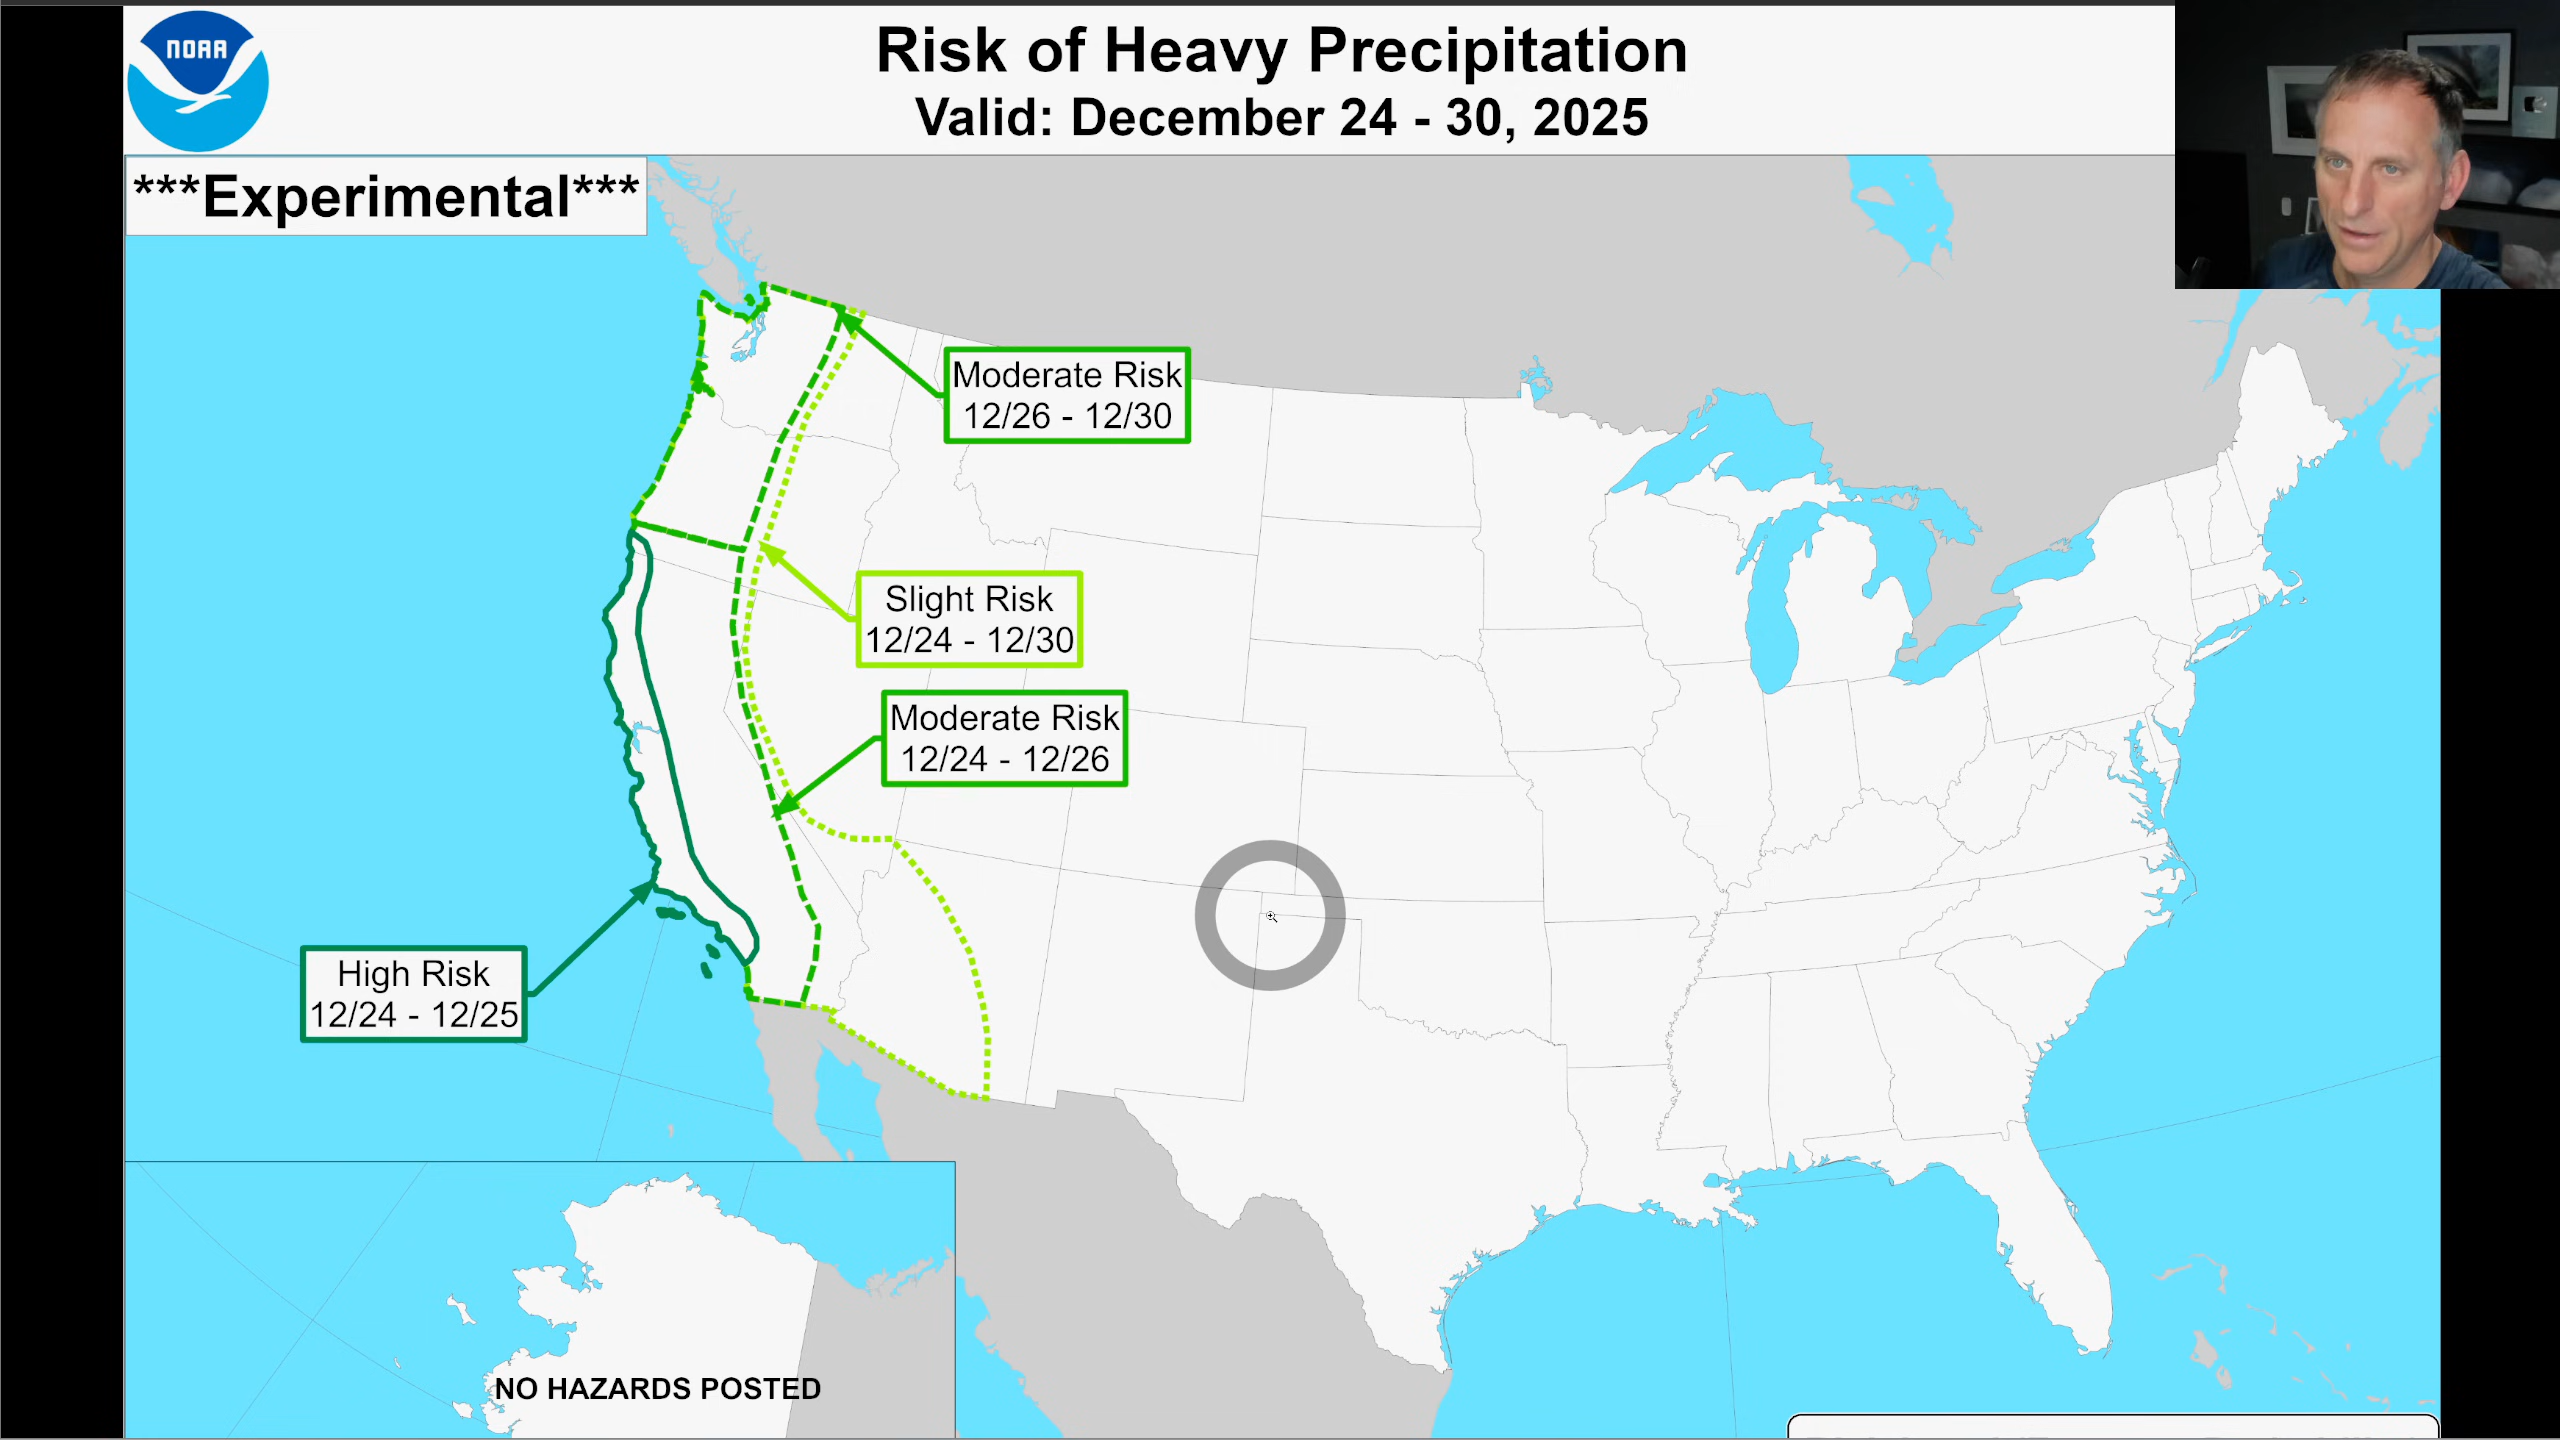 NOAA
Risk of Heavy Precipitation
Valid: December 24 - 30, 2025
***Experimental***
Moderate Risk
12/26 - 12/30
Slight Risk
12/24 - 12/30
Moderate Risk
12/24 - 12/26
High Risk
12/24 - 12/25
NO HAZARDS POSTED